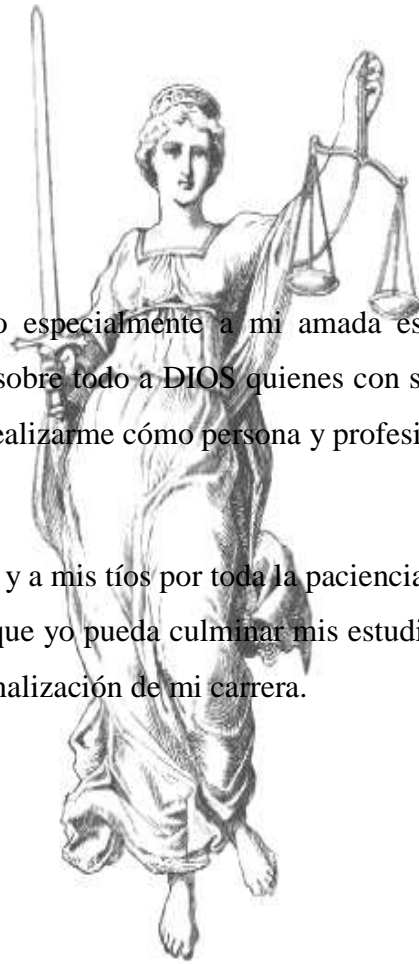 o especialmente a mi amada es
sobre todo a DIOS quienes con s
ealizarme cómo persona y profesi
y a mis tíos por toda la paciencia
que yo pueda culminar mis estudi
nalización de mi carrera.